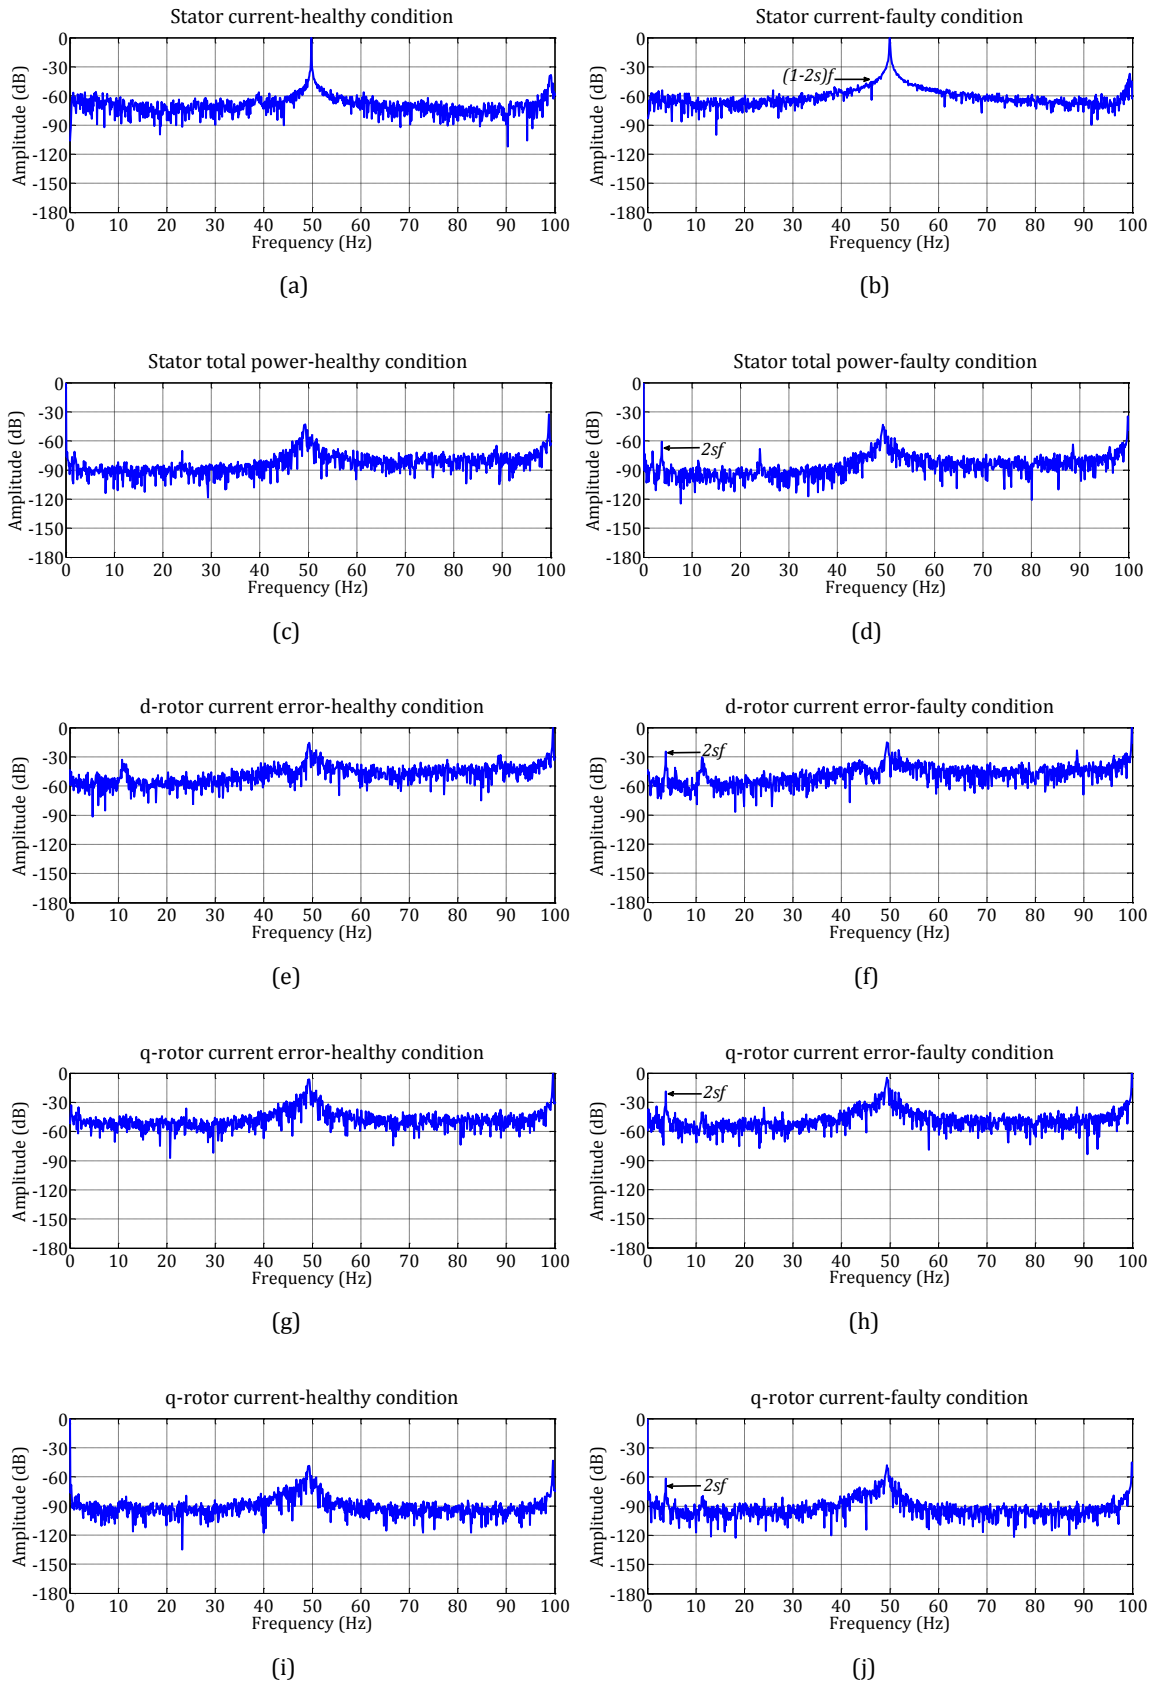 Stator current-healthy condition
Amplitude (dB)
0
-30
-60
-90
-120
-150
-180
0 10 20 30 40 50 60 70 80 90 100
Frequency (Hz)
(a)
Stator current-faulty condition
Amplitude (dB)
0
-30
-60
-90
-120
-150
-180
(1-2s)f
0 10 20 30 40 50 60 70 80 90 100
Frequency (Hz)
(b)
Stator total power-healthy condition
Amplitude (dB)
0
-30
-60
-90
-120
-150
-180
0 10 20 30 40 50 60 70 80 90 100
Frequency (Hz)
(c)
Stator total power-faulty condition
Amplitude (dB)
0
-30
-60
-90
-120
-150
-180
2sf
0 10 20 30 40 50 60 70 80 90 100
Frequency (Hz)
(d)
d-rotor current error-healthy condition
Amplitude (dB)
0
-30
-60
-90
-120
-150
-180
0 10 20 30 40 50 60 70 80 90 100
Frequency (Hz)
(e)
d-rotor current error-faulty condition
Amplitude (dB)
0
-30
-60
-90
-120
-150
-180
2sf
0 10 20 30 40 50 60 70 80 90 100
Frequency (Hz)
(f)
q-rotor current error-healthy condition
Amplitude (dB)
0
-30
-60
-90
-120
-150
-180
0 10 20 30 40 50 60 70 80 90 100
Frequency (Hz)
(g)
q-rotor current error-faulty condition
Amplitude (dB)
0
-30
-60
-90
-120
-150
-180
2sf
0 10 20 30 40 50 60 70 80 90 100
Frequency (Hz)
(h)
q-rotor current-healthy condition
Amplitude (dB)
0
-30
-60
-90
-120
-150
-180
0 10 20 30 40 50 60 70 80 90 100
Frequency (Hz)
(i)
q-rotor current-faulty condition
Amplitude (dB)
0
-30
-60
-90
-120
-150
-180
2sf
0 10 20 30 40 50 60 70 80 90 100
Frequency (Hz)
(j)